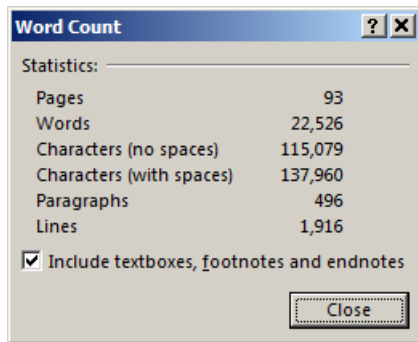 Word Count
Statistics:
Pages 93
Words 22,526
Characters (no spaces) 115,079
Characters (with spaces) 137,960
Paragraphs 496
Lines 1,916
Include textboxes, footnotes and endnotes
Close